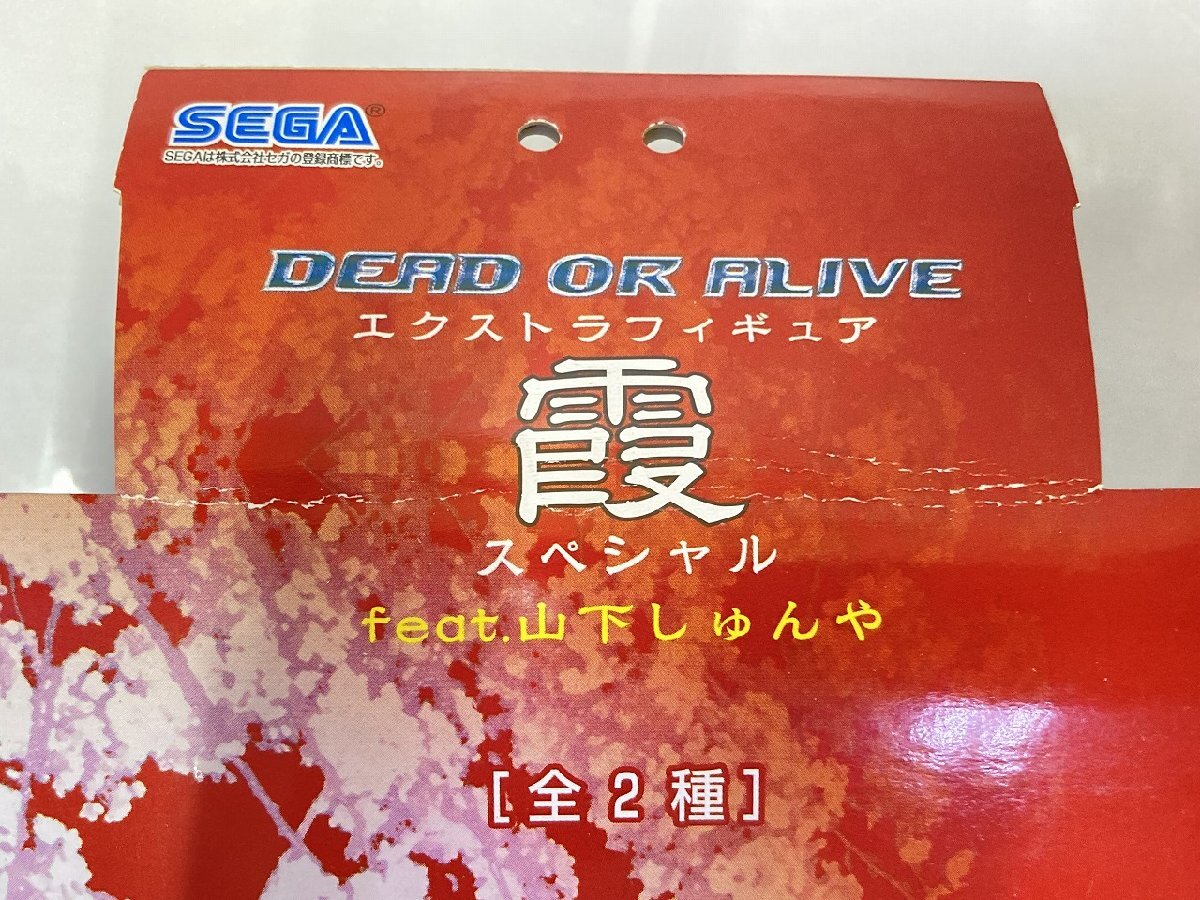 SEGA®
SEGAは株式会社セガの登録商標です。
DEAD OR ALIVE
エクストラフィギュア
霞
スペシャル
feat.山下しゅんや
[全2種]